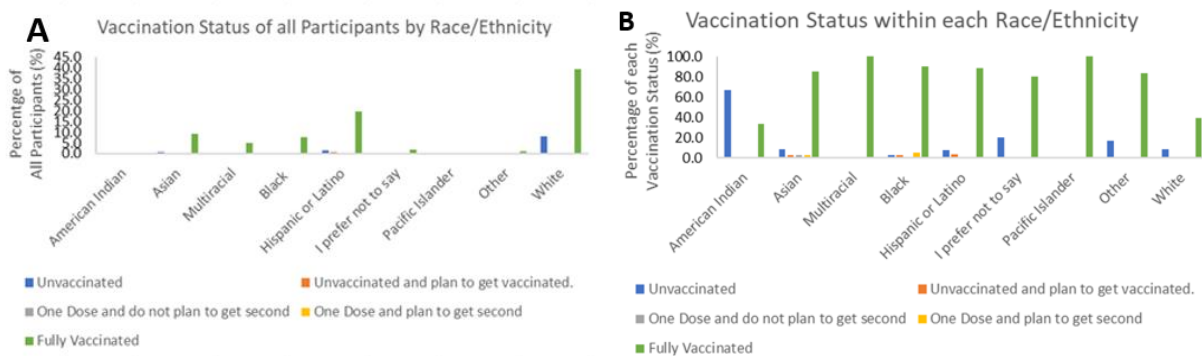 A
Vaccination Status of all Participants by Race/Ethnicity
Percentge of
All Participants (%)
45.0
40.0
35.0
30.0
25.0
20.0
15.0
10.0
5.0
0.0
American Indian
Asian
Multiracial
Black
Hispanic or Latino
I prefer not to say
Pacific Islander
Other
White
Unvaccinated
Unvaccinated and plan to get vaccinated.
One Dose and do not plan to get second
One Dose and plan to get second
Fully Vaccinated
B
Vaccination Status within each Race/Ethnicity
Percentage of each
Vaccination Status (%)
100.0
80.0
60.0
40.0
20.0
0.0
American Indian
Asian
Multiracial
Black
Hispanic or Latino
I prefer not to say
Pacific Islander
Other
White
Unvaccinated
Unvaccinated and plan to get vaccinated.
One Dose and do not plan to get second
One Dose and plan to get second
Fully Vaccinated